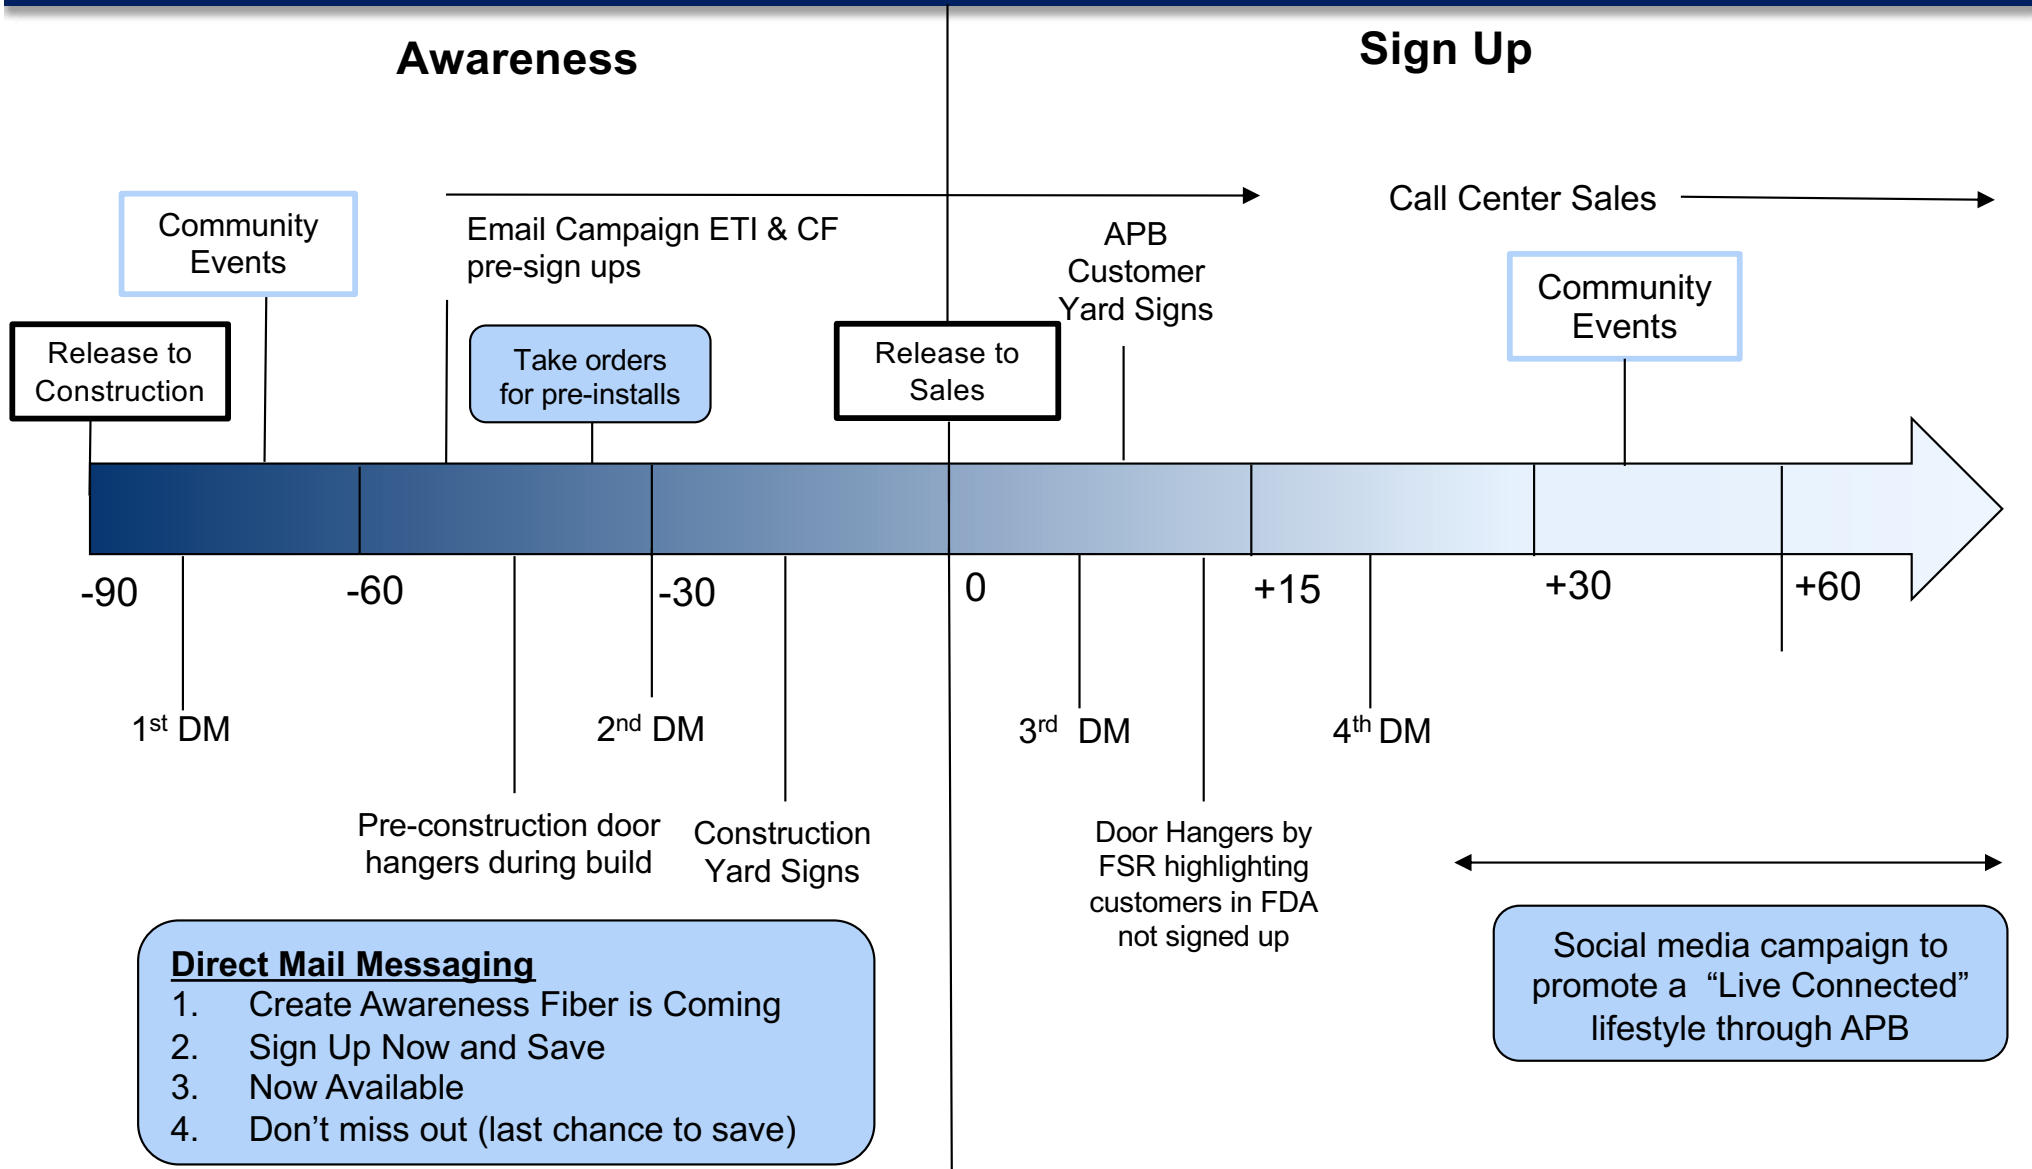 Awareness
Sign Up
Community
Events
Email Campaign ETI & CF
pre-sign ups
APB
Customer
Yard Signs
Call Center Sales
Community
Events
Release to
Construction
Take orders
for pre-installs
Release to
Sales
-90
-60
-30
0
+15
+30
+60
1st DM
2nd DM
3rd DM
4th DM
Pre-construction door
hangers during build
Construction
Yard Signs
Door Hangers by
FSR highlighting
customers in FDA
not signed up
Direct Mail Messaging
1. Create Awareness Fiber is Coming
2. Sign Up Now and Save
3. Now Available
4. Don’t miss out (last chance to save)
Social media campaign to
promote a “Live Connected”
lifestyle through APB